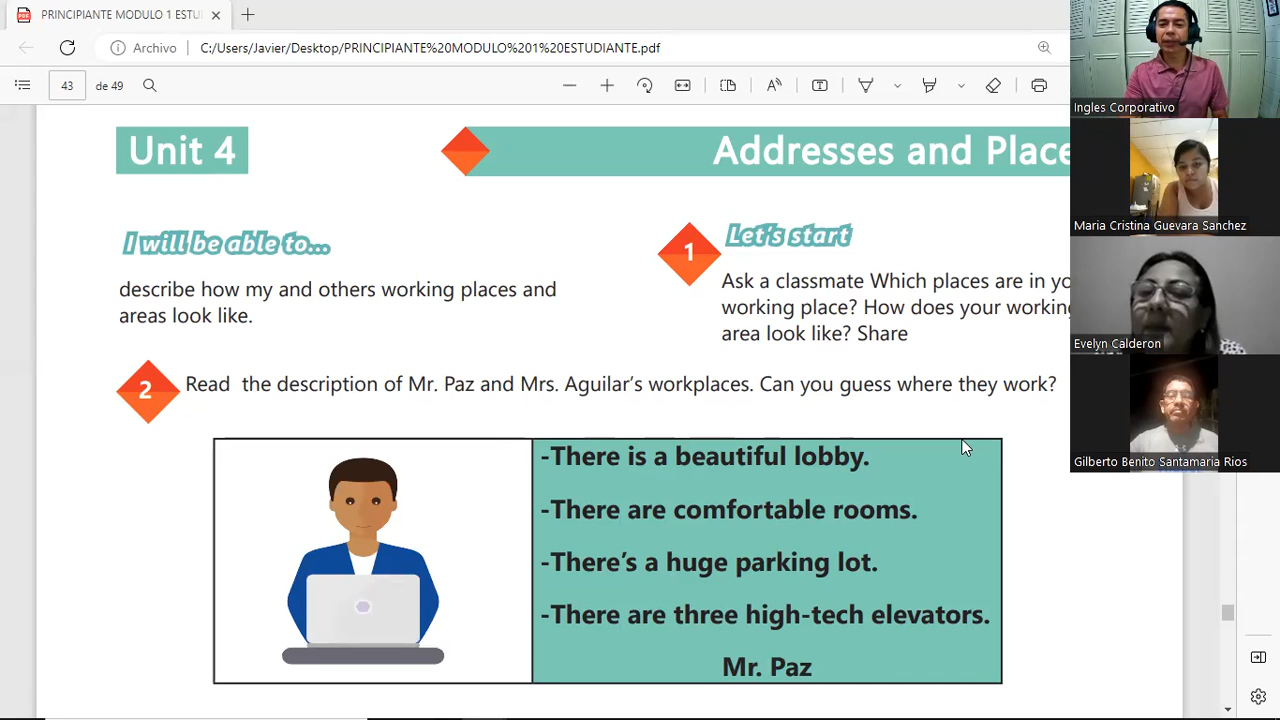 PRINCIPIANTE MODULO 1 ESTU
Archivo
C:/Users/Javier/Desktop/PRINCIPIANTE%20MODULO%201%20ESTUDIANTE.pdf
43
de 49
Unit 4
Addresses and Place
I will be able to...
describe how my and others working places and
areas look like.
1
Let's start
Ask a classmate Which places are in yo
working place? How does your working
area look like? Share
2
Read the description of Mr. Paz and Mrs. Aguilar's workplaces. Can you guess where they work?
-There is a beautiful lobby.
-There are comfortable rooms.
-There's a huge parking lot.
-There are three high-tech elevators.
Mr. Paz
Ingles Corporativo
Maria Cristina Guevara Sanchez
Evelyn Calderon
Gilberto Benito Santamaria Rios